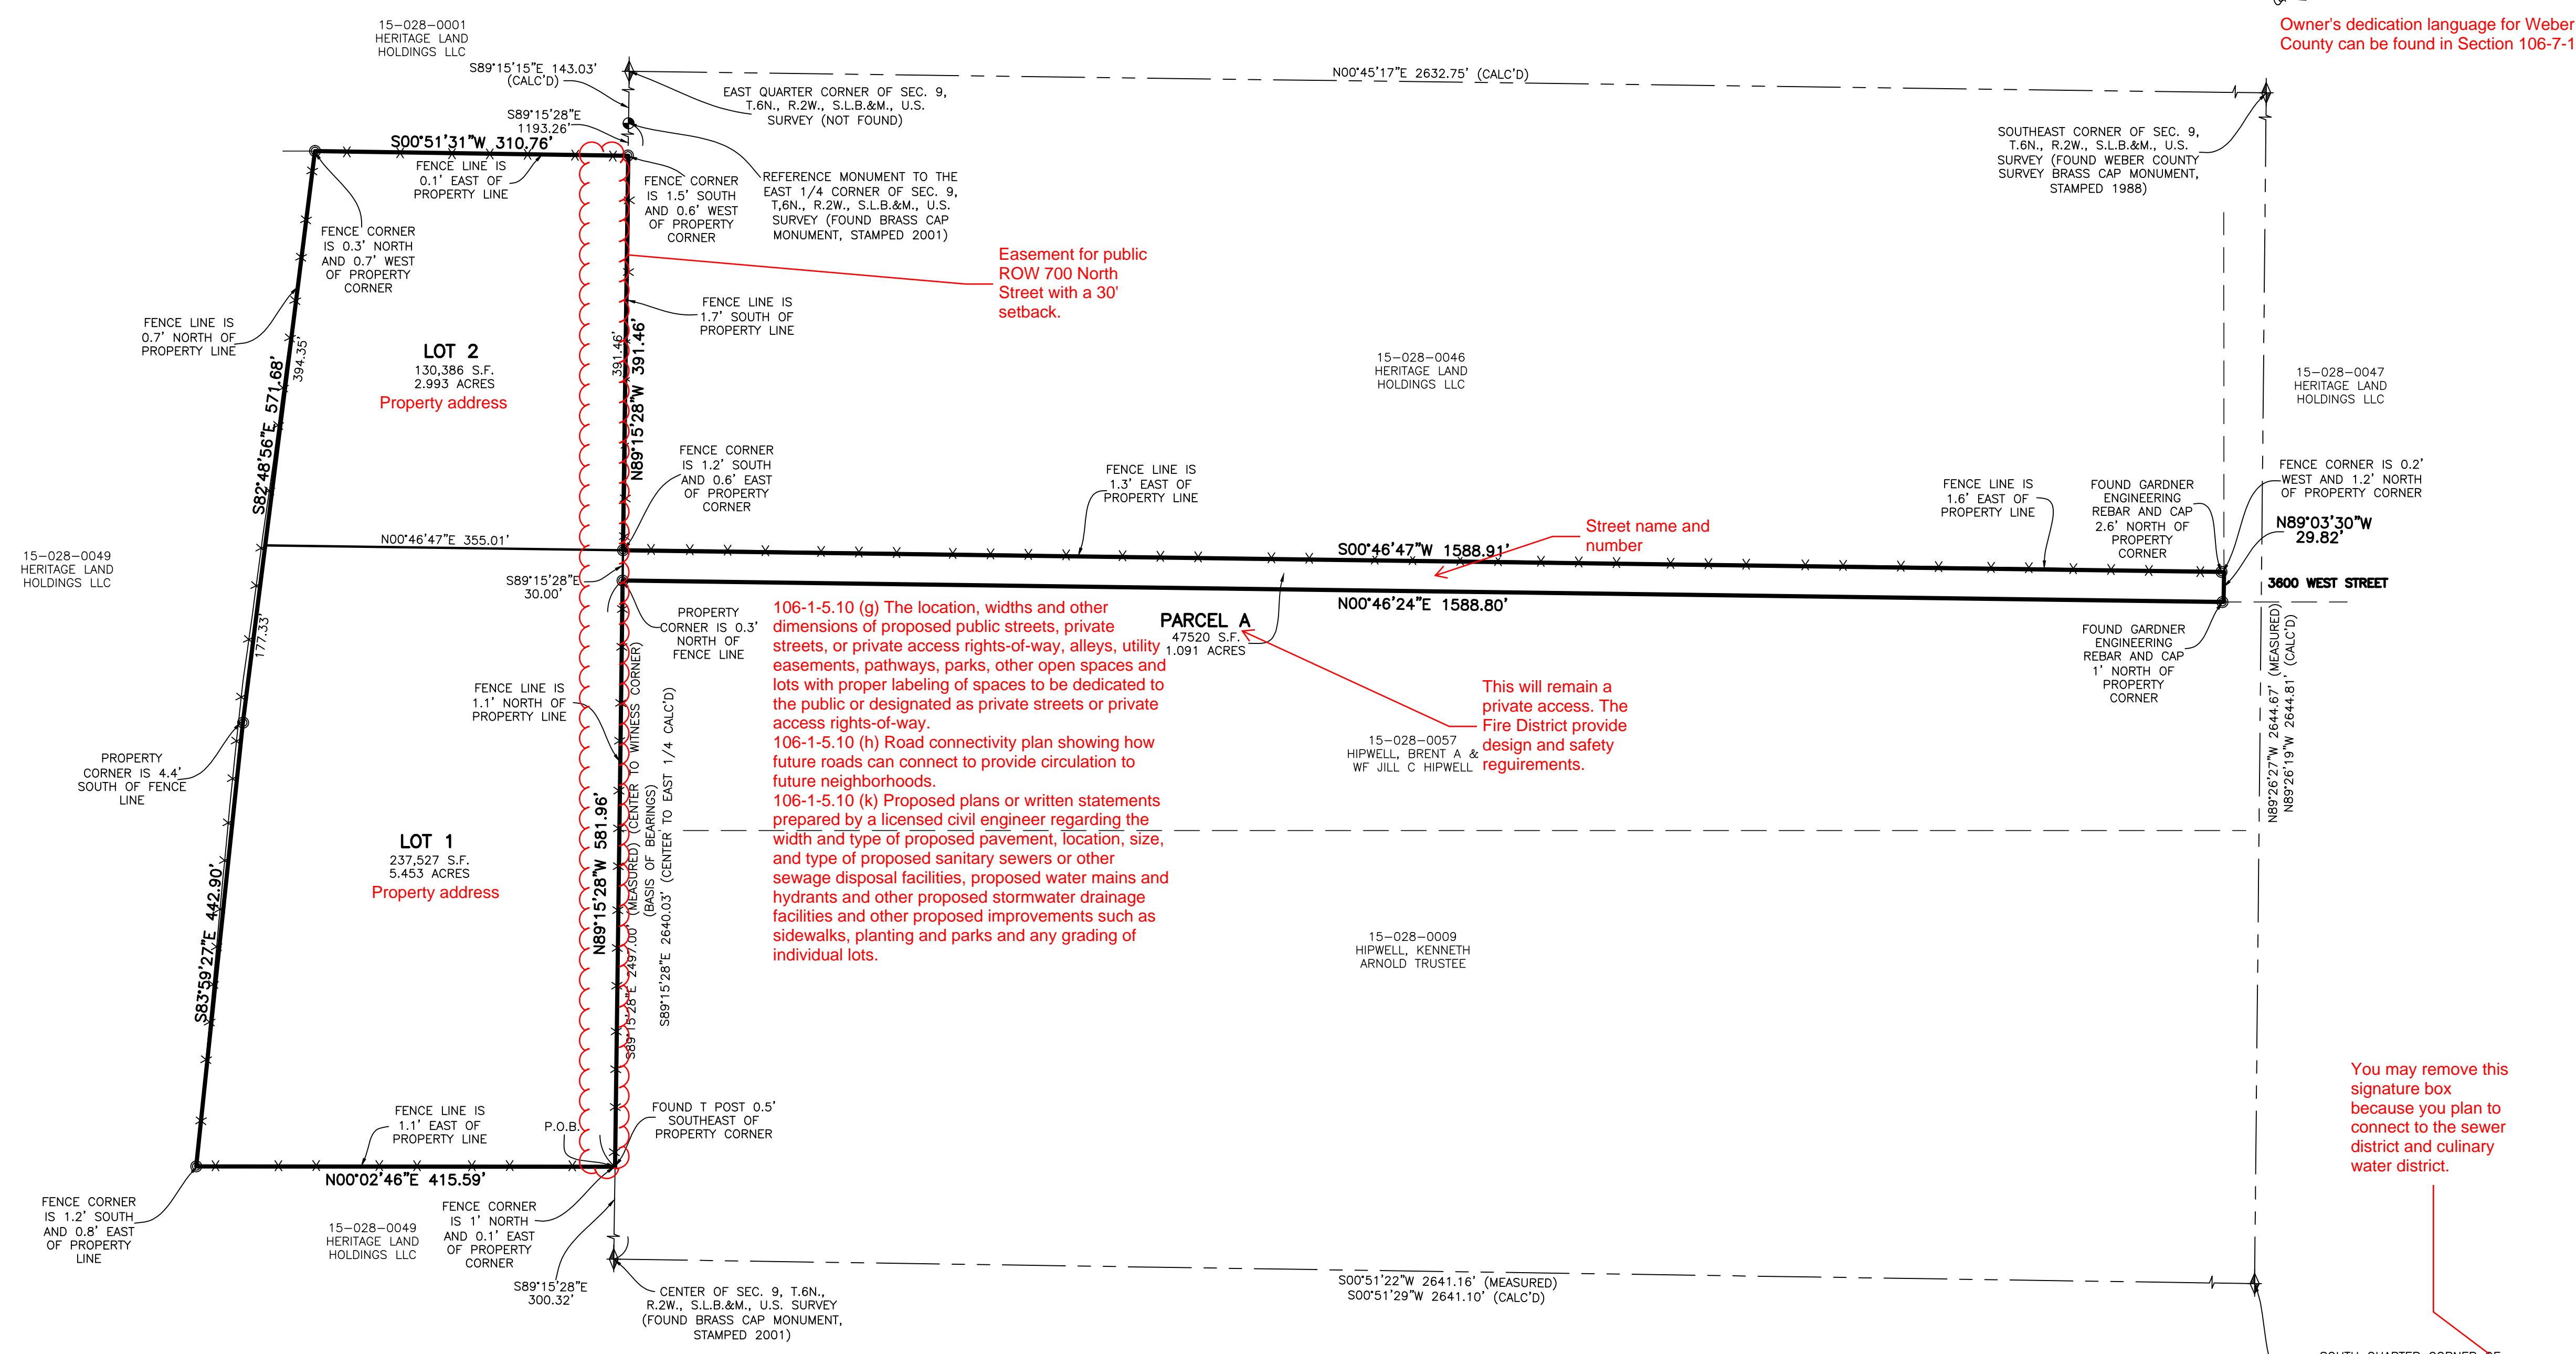 15-028-0001
HERITAGE LAND
HOLDINGS LLC
Owner's dedication language for Weber
County can be found in Section 106-7-1
S89°15'15"E 143.03'
(CALC'D)
N00°45'17"E 2632.75' (CALC'D)
EAST QUARTER CORNER OF SEC. 9,
T.6N., R.2W., S.L.B.&M., U.S.
SURVEY (NOT FOUND)
S89°15'28"E
1193.26'
S00°51'31"W 310.76'
FENCE LINE IS
0.1' EAST OF
PROPERTY LINE
SOUTHEAST CORNER OF SEC. 9,
T.6N., R.2W., S.L.B.&M., U.S.
SURVEY (FOUND WEBER COUNTY
SURVEY BRASS CAP MONUMENT,
STAMPED 1988)
FENCE CORNER
IS 1.5' SOUTH
AND 0.6' WEST
OF PROPERTY
CORNER
REFERENCE MONUMENT TO THE
EAST 1/4 CORNER OF SEC. 9,
T,6N., R.2W., S.L.B.&M., U.S.
SURVEY (FOUND BRASS CAP
MONUMENT, STAMPED 2001)
FENCE CORNER
IS 0.3' NORTH
AND 0.7' WEST
OF PROPERTY
CORNER
Easement for public
ROW 700 North
Street with a 30'
setback.
FENCE LINE IS
1.7' SOUTH OF
PROPERTY LINE
FENCE LINE IS
0.7' NORTH OF
PROPERTY LINE
S82°48'56"E 571.68'
394.35'
LOT 2
130,386 S.F.
2.993 ACRES
Property address
391.46'
N89°15'28"W 391.46'
15-028-0046
HERITAGE LAND
HOLDINGS LLC
15-028-0047
HERITAGE LAND
HOLDINGS LLC
FENCE CORNER
IS 1.2' SOUTH
AND 0.6' EAST
OF PROPERTY
CORNER
FENCE LINE IS
1.3' EAST OF
PROPERTY LINE
FENCE LINE IS
1.6' EAST OF
PROPERTY LINE
FOUND GARDNER
ENGINEERING
REBAR AND CAP
2.6' NORTH OF
PROPERTY
CORNER
FENCE CORNER IS 0.2'
WEST AND 1.2' NORTH
OF PROPERTY CORNER
N89°03'30"W
29.82'
15-028-0049
HERITAGE LAND
HOLDINGS LLC
N00°46'47"E 355.01'
Street name and
number
S00°46'47"W 1588.91'
S89°15'28"E
30.00'
3600 WEST STREET
N00°46'24"E 1588.80'
PROPERTY
CORNER IS 0.3'
NORTH OF
FENCE LINE
106-1-5.10 (g) The location, widths and other
dimensions of proposed public streets, private
streets, or private access rights-of-way, alleys, utility
easements, pathways, parks, other open spaces and
lots with proper labeling of spaces to be dedicated to
the public or designated as private streets or private
access rights-of-way.
106-1-5.10 (h) Road connectivity plan showing how
future roads can connect to provide circulation to
future neighborhoods.
106-1-5.10 (k) Proposed plans or written statements
prepared by a licensed civil engineer regarding the
width and type of proposed pavement, location, size,
and type of proposed sanitary sewers or other
sewage disposal facilities, proposed water mains and
hydrants and other proposed stormwater drainage
facilities and other proposed improvements such as
sidewalks, planting and parks and any grading of
individual lots.
PARCEL A
47520 S.F.
1.091 ACRES
FOUND GARDNER
ENGINEERING
REBAR AND CAP
1' NORTH OF
PROPERTY
CORNER
N89°26'27"W 2644.67' (MEASURED)
N89°26'19"W 2644.81' (CALC'D)
177.33'
FENCE LINE IS
1.1' NORTH OF
PROPERTY LINE
This will remain a
private access. The
Fire District provide
design and safety
reguirements.
15-028-0057
HIPWELL, BRENT A &
WF JILL C HIPWELL
PROPERTY
CORNER IS 4.4'
SOUTH OF FENCE
LINE
LOT 1
237,527 S.F.
5.453 ACRES
Property address
S83°59'27"E 442.90'
N89°15'28"W 581.96'
S89°15'28"E 2497.00' (MEASURED) (CENTER TO WITNESS CORNER)
(BASIS OF BEARINGS)
S89°15'28"E 2640.03' (CENTER TO EAST 1/4 CALC'D)
15-028-0009
HIPWELL, KENNETH
ARNOLD TRUSTEE
You may remove this
signature box
because you plan to
connect to the sewer
district and culinary
water district.
FENCE LINE IS
1.1' EAST OF
PROPERTY LINE
P.O.B.
FOUND T POST 0.5'
SOUTHEAST OF
PROPERTY CORNER
N00°02'46"E 415.59'
FENCE CORNER
IS 1.2' SOUTH
AND 0.8' EAST
OF PROPERTY
LINE
15-028-0049
HERITAGE LAND
HOLDINGS LLC
FENCE CORNER
IS 1' NORTH
AND 0.1' EAST
OF PROPERTY
CORNER
S89°15'28"E
300.32'
CENTER OF SEC. 9, T.6N.,
R.2W., S.L.B.&M., U.S. SURVEY
(FOUND BRASS CAP MONUMENT,
STAMPED 2001)
S00°51'22"W 2641.16' (MEASURED)
S00°51'29"W 2641.10' (CALC'D)
SOUTH QUARTER CORNER OF